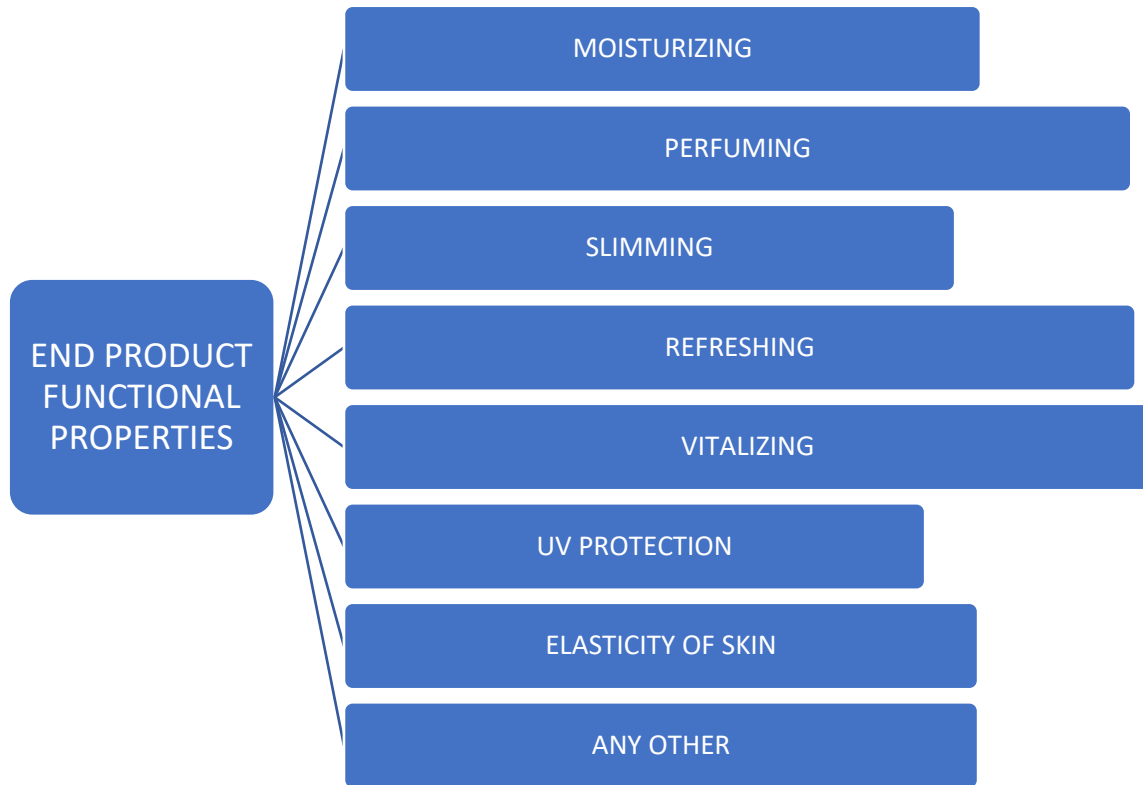 MOISTURIZING
PERFUMING
SLIMMING
REFRESHING
END PRODUCT
FUNCTIONAL
PROPERTIES
VITALIZING
UV PROTECTION
ELASTICITY OF SKIN
ANY OTHER